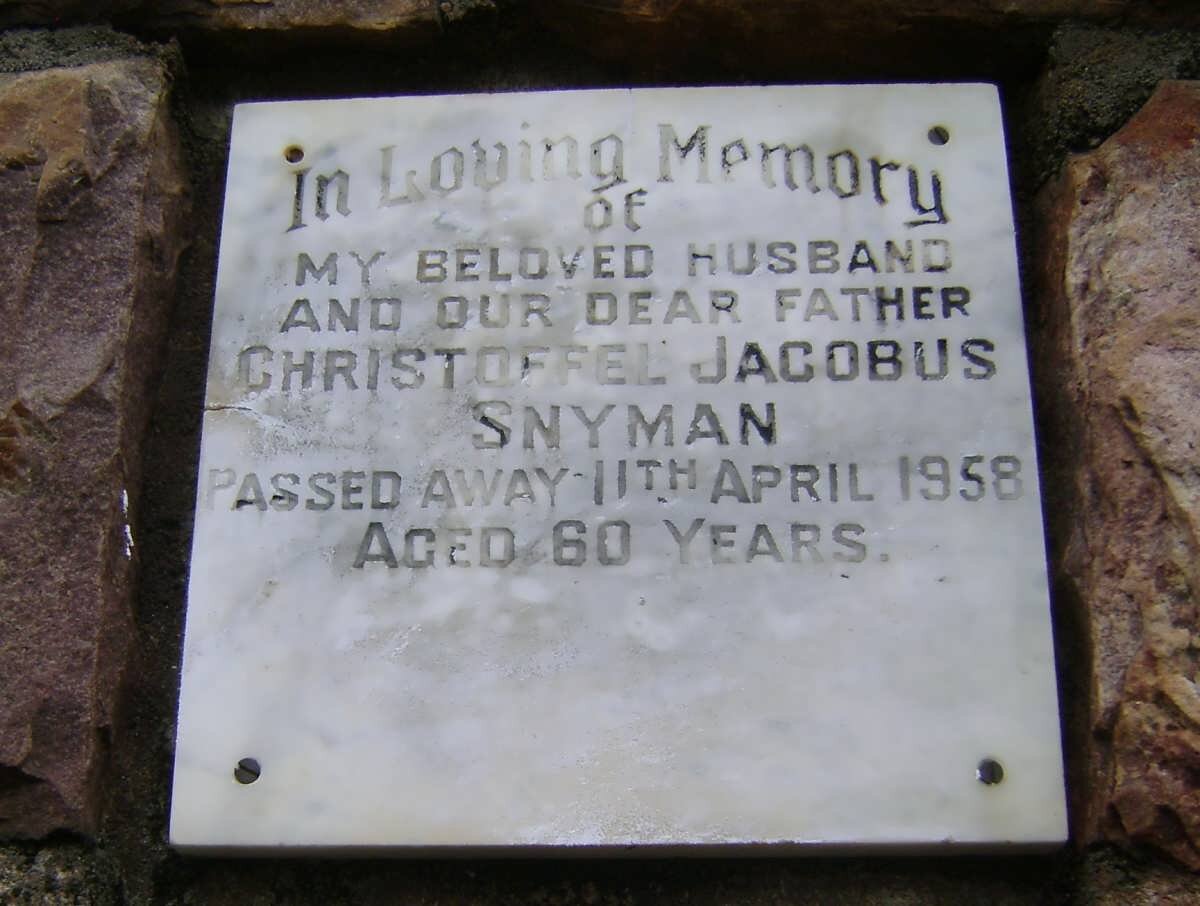 In Loving Memory
of
MY BELOVED HUSBAND
AND OUR DEAR FATHER
CHRISTOFFEL JACOBUS
SNYMAN
PASSED AWAY 11TH APRIL 1958
AGED 60 YEARS.